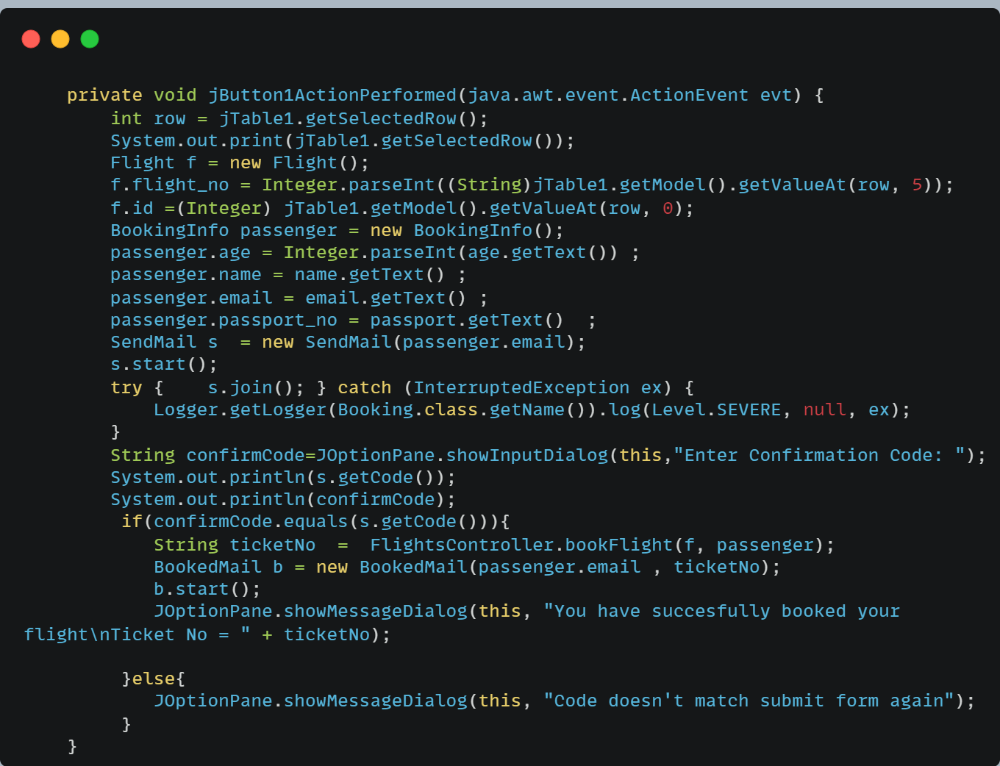 private void jButton1ActionPerformed(java.awt.event.ActionEvent evt) {
        int row = jTable1.getSelectedRow();
        System.out.print(jTable1.getSelectedRow());
        Flight f = new Flight();
        f.flight_no = Integer.parseInt((String)jTable1.getModel().getValueAt(row, 5));
        f.id =(Integer) jTable1.getModel().getValueAt(row, 0);
        BookingInfo passenger = new BookingInfo();
        passenger.age = Integer.parseInt(age.getText()) ;
        passenger.name = name.getText() ;
        passenger.email = email.getText() ;
        passenger.passport_no = passport.getText()  ;
        SendMail s  = new SendMail(passenger.email);
        s.start();
        try {    s.join(); } catch (InterruptedException ex) {
            Logger.getLogger(Booking.class.getName()).log(Level.SEVERE, null, ex);
        }
        String confirmCode=JOptionPane.showInputDialog(this,"Enter Confirmation Code: ");
        System.out.println(s.getCode());
        System.out.println(confirmCode);
         if(confirmCode.equals(s.getCode())){
            String ticketNo  =  FlightsController.bookFlight(f, passenger);
            BookedMail b = new BookedMail(passenger.email , ticketNo);
            b.start();
            JOptionPane.showMessageDialog(this, "You have succesfully booked your
flight\nTicket No = " + ticketNo);

         }else{
            JOptionPane.showMessageDialog(this, "Code doesn't match submit form again");
         }
    }